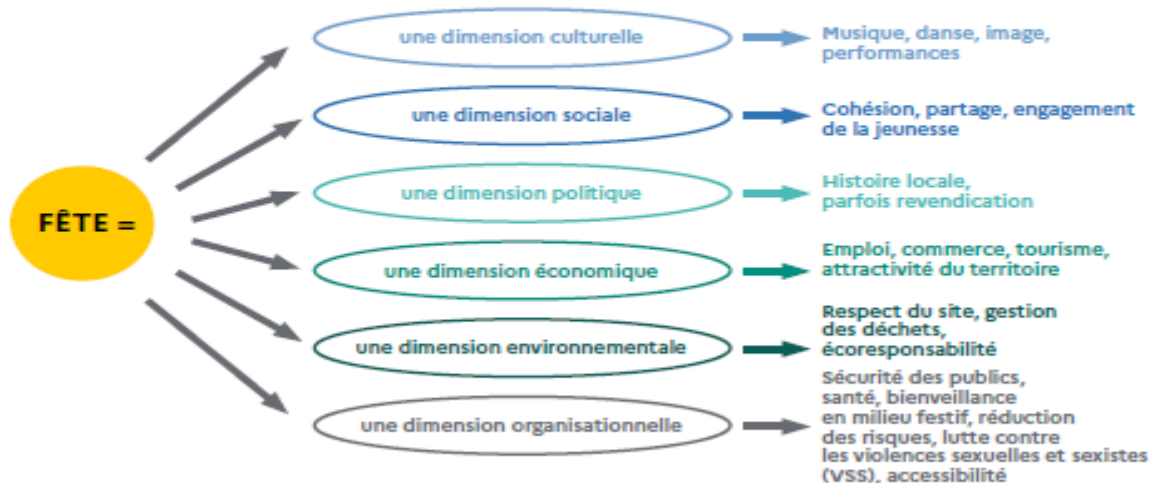 FÊTE =
une dimension culturelle
Musique, danse, image,
performances
une dimension sociale
Cohésion, partage, engagement
de la jeunesse
une dimension politique
Histoire locale,
parfois revendication
une dimension économique
Emploi, commerce, tourisme,
attractivité du territoire
une dimension environnementale
Respect du site, gestion
des déchets,
écoresponsabilité
une dimension organisationnelle
Sécurité des publics,
santé, bienveillance
en milieu festif, réduction
des risques, lutte contre
les violences sexuelles et sexistes
(VSS), accessibilité